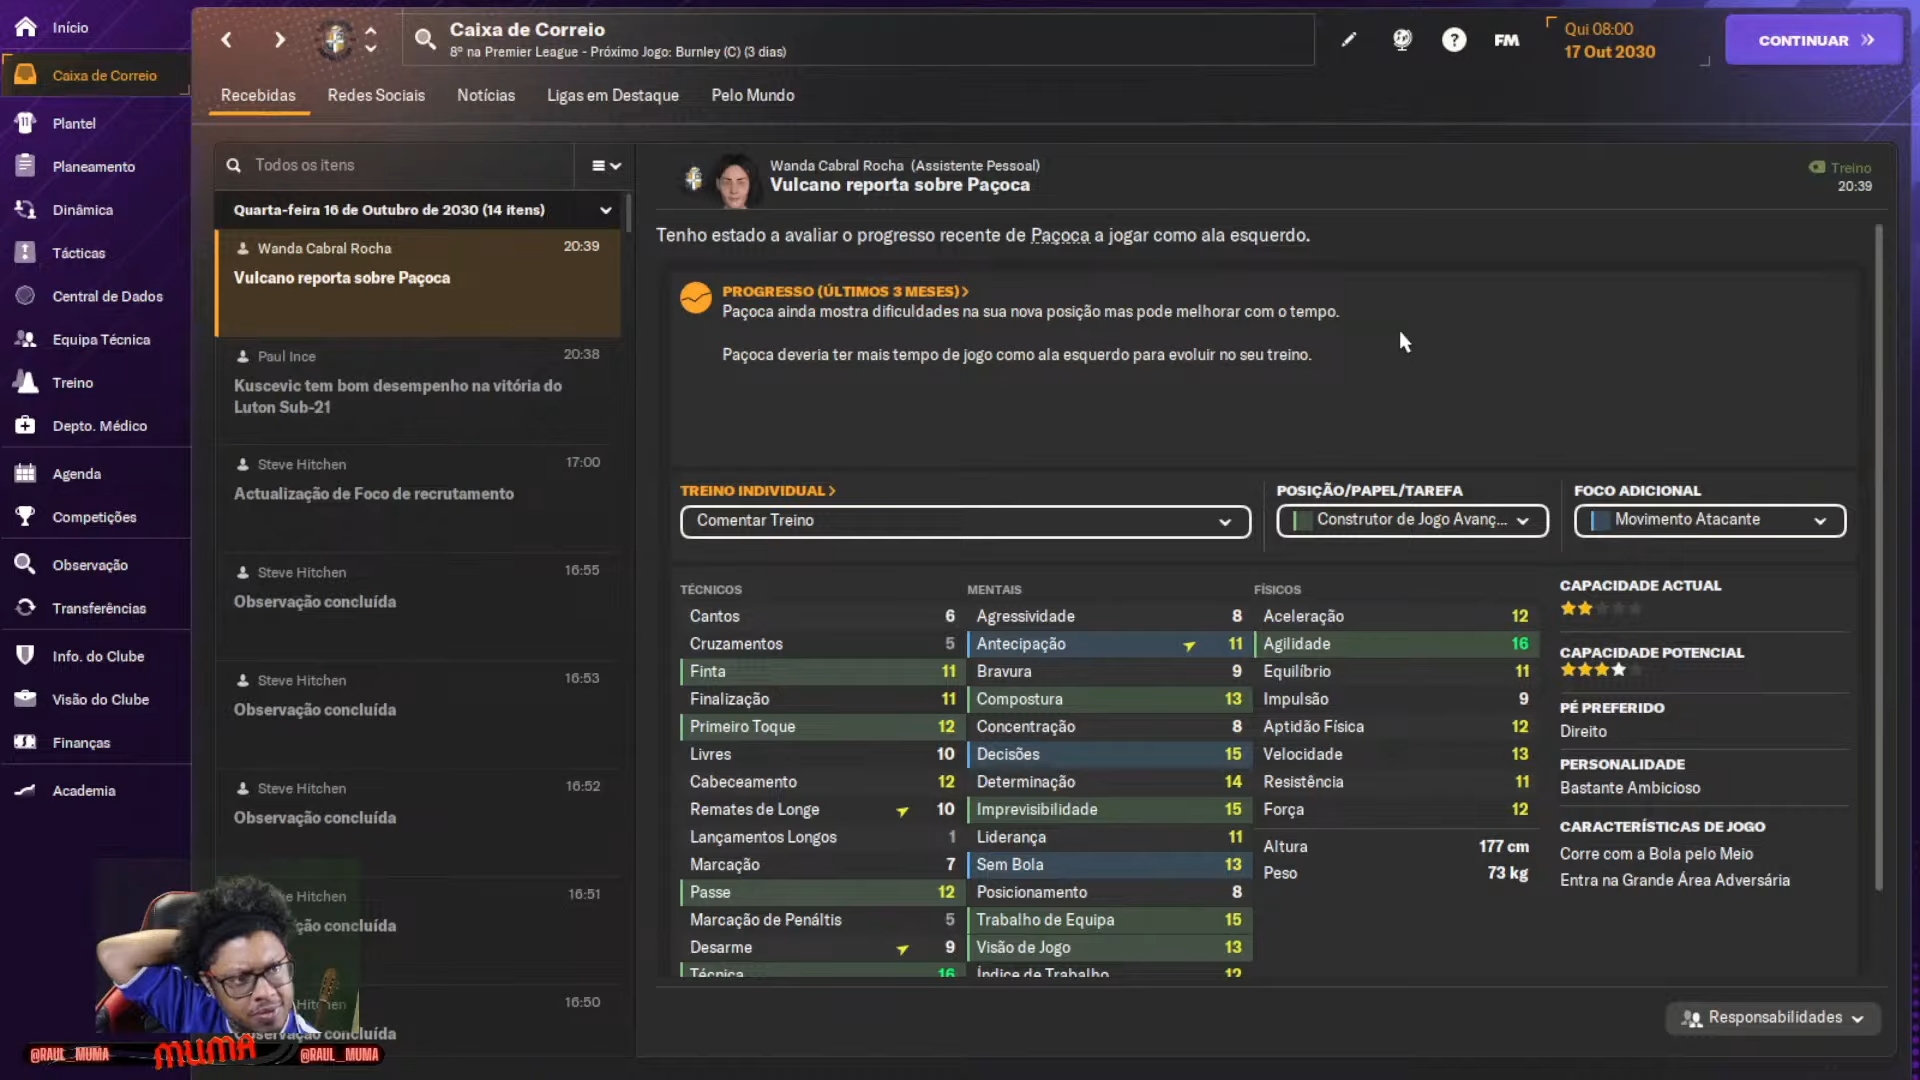 Início
Caixa de Correio
Plantel
Planeamento
Dinâmica
Tácticas
Central de Dados
Equipa Técnica
Treino
Depto. Médico
Agenda
Competições
Observação
Transferências
Info. do Clube
Visão do Clube
Finanças
Academia
Caixa de Correio
8º na Premier League - Próximo Jogo: Burnley (C) (3 dias)
?
FM
Qui 08:00
17 Out 2030
CONTINUAR
Recebidas
Redes Sociais
Notícias
Ligas em Destaque
Pelo Mundo
Todos os itens
Quarta-feira 16 de Outubro de 2030 (14 itens)
Wanda Cabral Rocha 20:39
Vulcano reporta sobre Paçoca
Paul Ince 20:38
Kuscevic tem bom desempenho na vitória do
Luton Sub-21
Steve Hitchen 17:00
Actualização de Foco de recrutamento
Steve Hitchen 16:55
Observação concluída
Steve Hitchen 16:53
Observação concluída
Steve Hitchen 16:52
Observação concluída
Hitchen 16:51
concluída
Hitchen 16:50
Observação concluída
Wanda Cabral Rocha (Assistente Pessoal)
Vulcano reporta sobre Paçoca
Treino
20:39
Tenho estado a avaliar o progresso recente de Paçoca a jogar como ala esquerdo.
PROGRESSO (ÚLTIMOS 3 MESES)
Paçoca ainda mostra dificuldades na sua nova posição mas pode melhorar com o tempo.
Paçoca deveria ter mais tempo de jogo como ala esquerdo para evoluir no seu treino.
TREINO INDIVIDUAL
Comentar Treino
POSIÇÃO/PAPEL/TAREFA
Construtor de Jogo Avanç...
FOCO ADICIONAL
Movimento Atacante
TÉCNICOS
Cantos 6
Cruzamentos 5
Finta 11
Finalização 11
Primeiro Toque 12
Livres 10
Cabeceamento 12
Remates de Longe 10
Lançamentos Longos 1
Marcação 7
Passe 12
Marcação de Penáltis 5
Desarme 9
Técnica 16
MENTAIS
Agressividade 8
Antecipação 11
Bravura 9
Compostura 13
Concentração 8
Decisões 15
Determinação 14
Imprevisibilidade 15
Liderança 11
Sem Bola 13
Posicionamento 8
Trabalho de Equipa 15
Visão de Jogo 13
Índice de Trabalho 12
FÍSICOS
Aceleração 12
Agilidade 16
Equilíbrio 11
Impulsão 9
Aptidão Física 12
Velocidade 13
Resistência 11
Força 12
Altura 177 cm
Peso 73 kg
CAPACIDADE ACTUAL
CAPACIDADE POTENCIAL
PÉ PREFERIDO
Direito
PERSONALIDADE
Bastante Ambicioso
CARACTERÍSTICAS DE JOGO
Corre com a Bola pelo Meio
Entra na Grande Área Adversária
Responsabilidades
@RAUL_MUMA
MUMA
@RAUL_MUMA